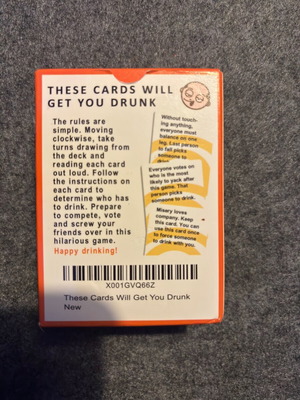 THESE CARDS WILL
GET YOU DRUNK
The rules are
simple. Moving
clockwise, take
turns drawing from
the deck and
reading each card
out loud. Follow
the instructions on
each card to
determine who has
to drink. Prepare
to compete, vote
and screw your
friends over in this
hilarious game.
Happy drinking!
Without touch-
ing anything,
everyone must
balance on one
leg. Last person
to fall picks
someone to
drink.
Everyone votes on
who is the most
likely to yack after
this game. That
person picks
someone to drink.
Misery loves
company. Keep
this card. You can
use this card once
to force someone
to drink with you.
X001GVQ66Z
These Cards Will Get You Drunk
New